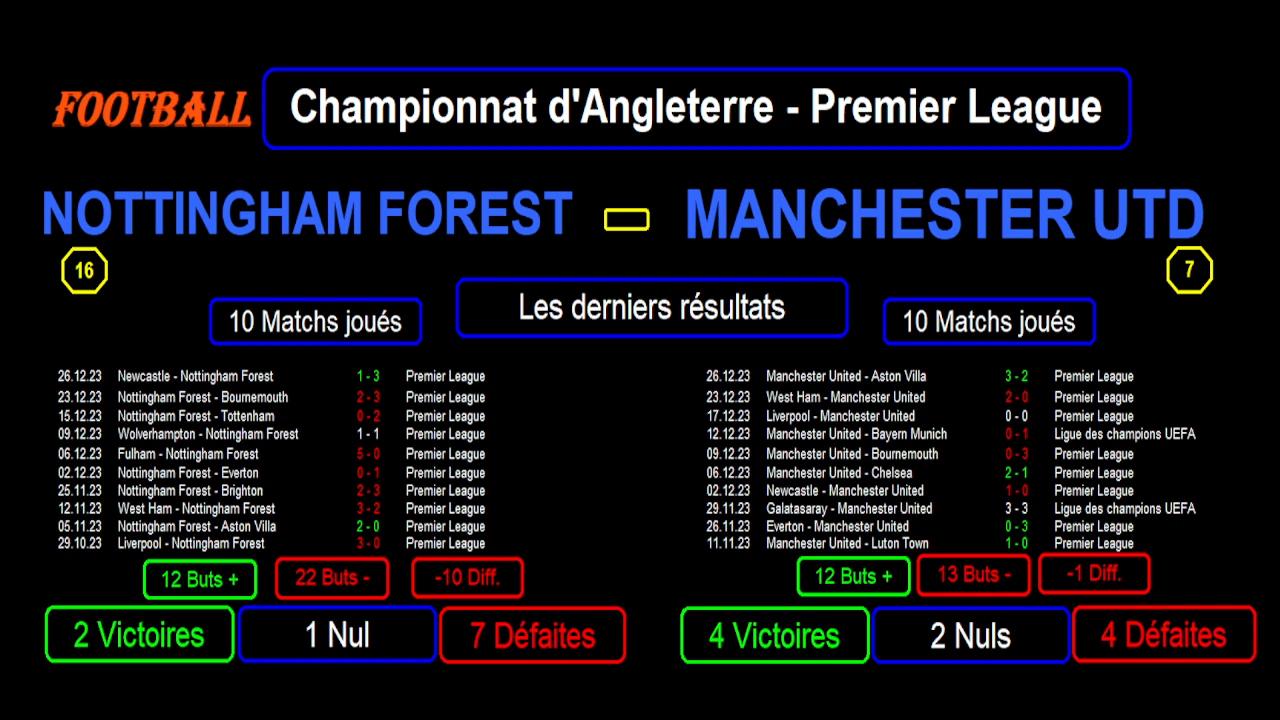 FOOTBALL
Championnat d'Angleterre - Premier League
NOTTINGHAM FOREST - MANCHESTER UTD
16
7
Les derniers résultats
10 Matchs joués
10 Matchs joués
26.12.23 Newcastle - Nottingham Forest 1 - 3 Premier League
23.12.23 Nottingham Forest - Bournemouth 2 - 3 Premier League
15.12.23 Nottingham Forest - Tottenham 0 - 2 Premier League
09.12.23 Wolverhampton - Nottingham Forest 1 - 1 Premier League
06.12.23 Fulham - Nottingham Forest 5 - 0 Premier League
02.12.23 Nottingham Forest - Everton 0 - 1 Premier League
25.11.23 Nottingham Forest - Brighton 2 - 3 Premier League
12.11.23 West Ham - Nottingham Forest 3 - 2 Premier League
05.11.23 Nottingham Forest - Aston Villa 2 - 0 Premier League
29.10.23 Liverpool - Nottingham Forest 3 - 0 Premier League
12 Buts + 22 Buts - -10 Diff.
2 Victoires 1 Nul 7 Défaites
26.12.23 Manchester United - Aston Villa 3 - 2 Premier League
23.12.23 West Ham - Manchester United 2 - 0 Premier League
17.12.23 Liverpool - Manchester United 0 - 0 Premier League
12.12.23 Manchester United - Bayern Munich 0 - 1 Ligue des champions UEFA
09.12.23 Manchester United - Bournemouth 0 - 3 Premier League
06.12.23 Manchester United - Chelsea 2 - 1 Premier League
02.12.23 Newcastle - Manchester United 1 - 0 Premier League
29.11.23 Galatasaray - Manchester United 3 - 3 Ligue des champions UEFA
26.11.23 Everton - Manchester United 0 - 3 Premier League
11.11.23 Manchester United - Luton Town 1 - 0 Premier League
12 Buts + 13 Buts - -1 Diff.
4 Victoires 2 Nuls 4 Défaites